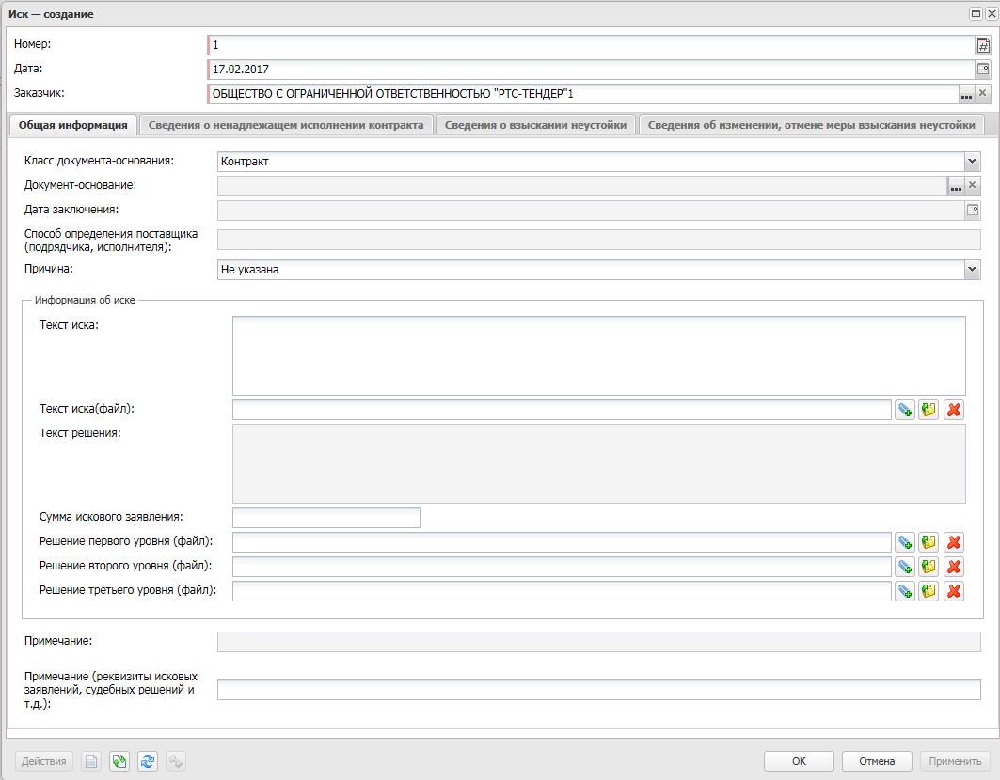 Иск — создание
Номер:
1
Дата:
17.02.2017
Заказчик:
ОБЩЕСТВО С ОГРАНИЧЕННОЙ ОТВЕТСТВЕННОСТЬЮ "РТС-ТЕНДЕР"1
Общая информация
Сведения о ненадлежащем исполнении контракта
Сведения о взыскании неустойки
Сведения об изменении, отмене меры взыскания неустойки
Класс документа-основания:
Контракт
Документ-основание:
Дата заключения:
Способ определения поставщика
(подрядчика, исполнителя):
Причина:
Не указана
Информация об иске
Текст иска:
Текст иска(файл):
Текст решения:
Сумма искового заявления:
Решение первого уровня (файл):
Решение второго уровня (файл):
Решение третьего уровня (файл):
Примечание:
Примечание (реквизиты исковых
заявлений, судебных решений и
т.д.):
Действия
ОК
Отмена
Применить